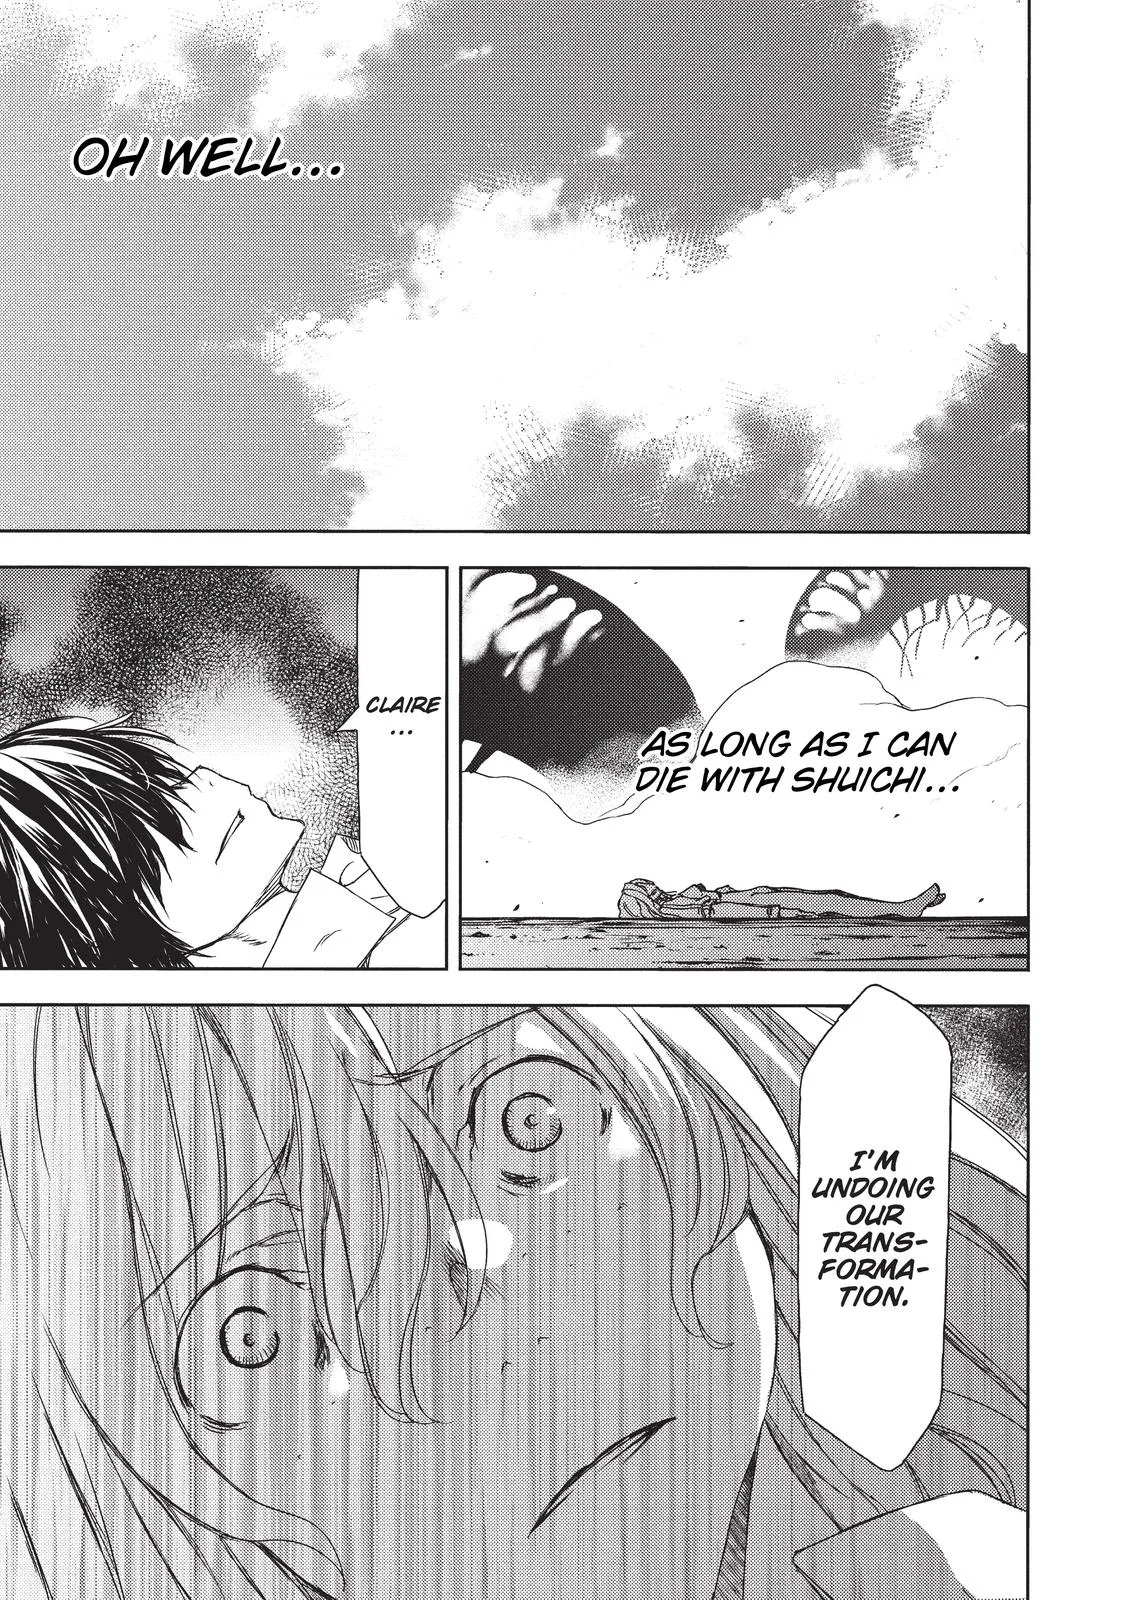 OH WELL...
AS LONG AS I CAN
DIE WITH SHUICHI...
CLAIRE
...
I'M
UNDOING
OUR
TRANS-
FORMA-
TION.